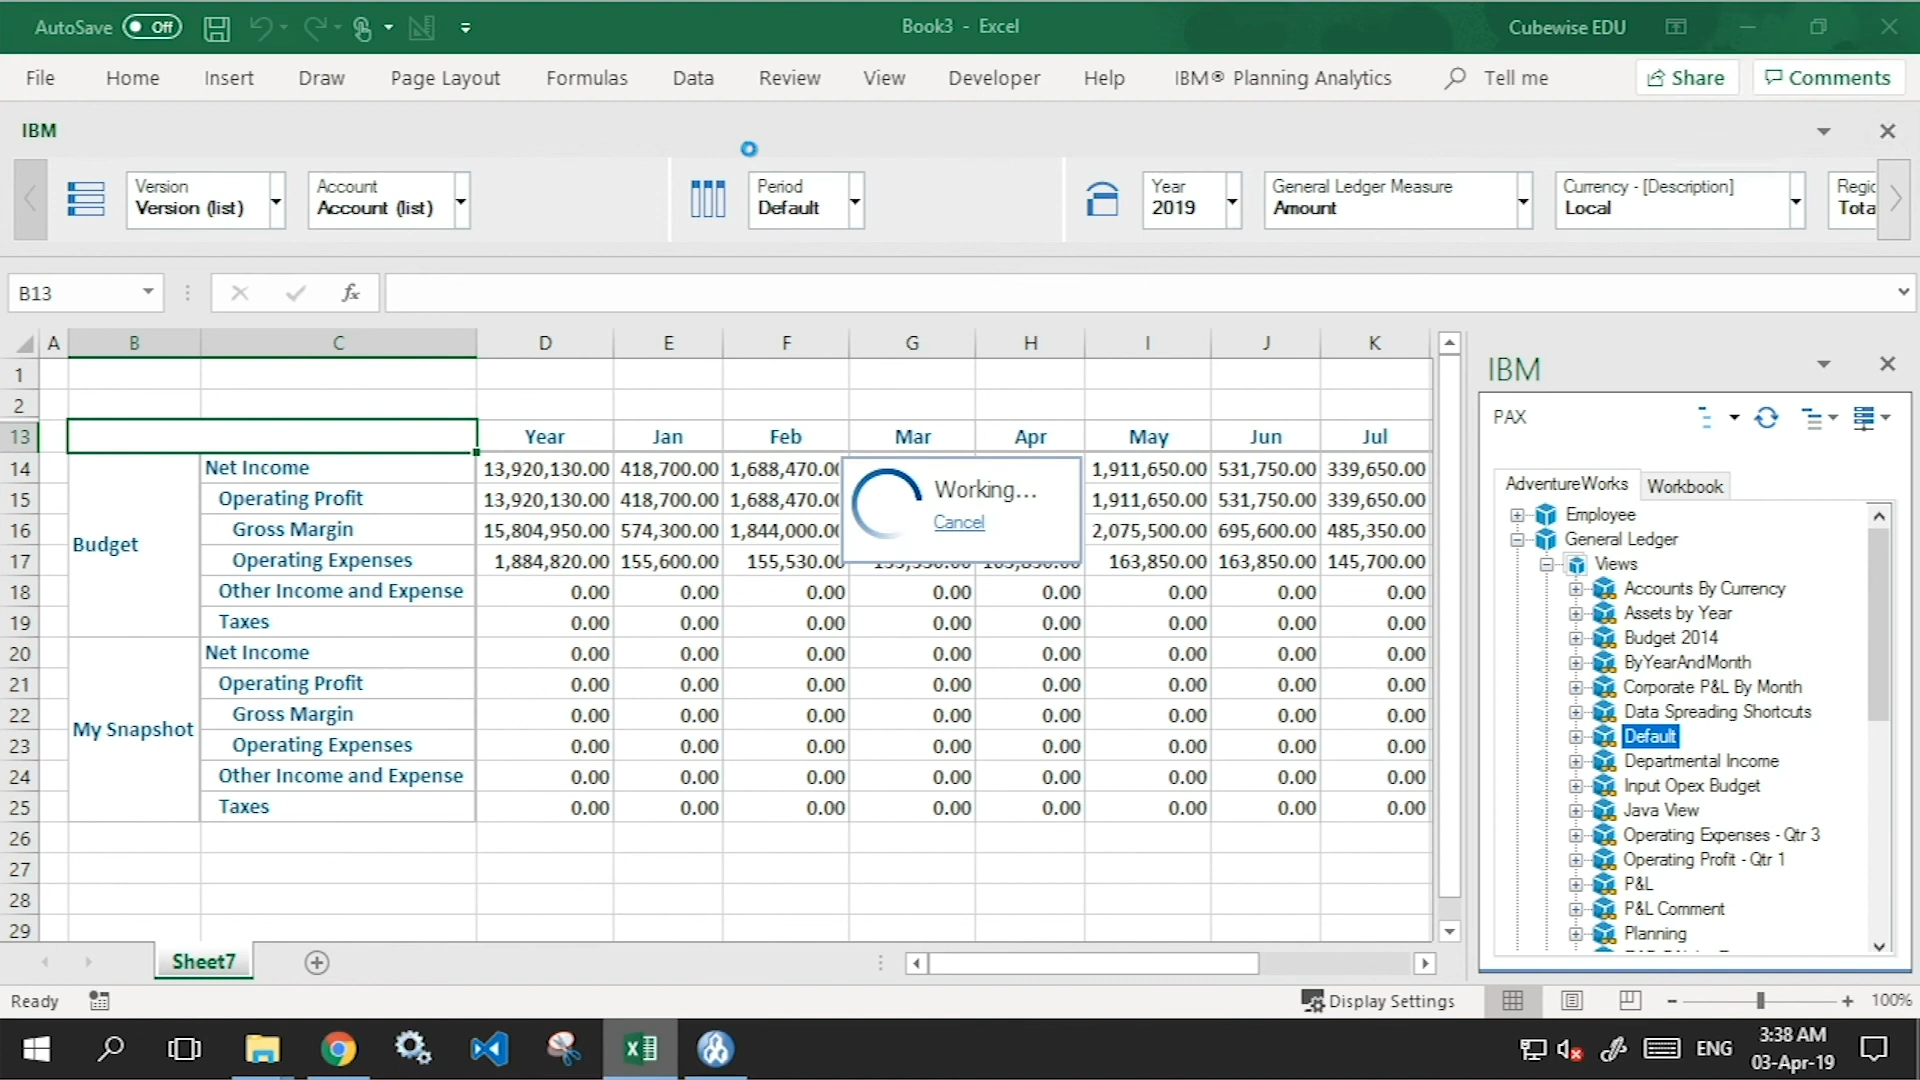 AutoSave Off Book3 - Excel Cubewise EDU
File Home Insert Draw Page Layout Formulas Data Review View Developer Help IBM® Planning Analytics Tell me Share Comments
IBM
Version Account Period Year General Ledger Measure Currency - [Description]
Version (list) Account (list) Default 2019 Amount Local
B13 fx
A B C D E F G H I J K
1
2
13 Year Jan Feb Mar Apr May Jun Jul
14 Net Income 13,920,130.00 418,700.00 1,688,470.00 1,911,650.00 531,750.00 339,650.00
15 Operating Profit 13,920,130.00 418,700.00 1,688,470.00 1,911,650.00 531,750.00 339,650.00
16 Gross Margin 15,804,950.00 574,300.00 1,844,000.00 2,075,500.00 695,600.00 485,350.00
Budget
17 Operating Expenses 1,884,820.00 155,600.00 155,530.00 163,850.00 163,850.00 145,700.00
18 Other Income and Expense 0.00 0.00 0.00 0.00 0.00 0.00 0.00 0.00
19 Taxes 0.00 0.00 0.00 0.00 0.00 0.00 0.00 0.00
20 Net Income 0.00 0.00 0.00 0.00 0.00 0.00 0.00 0.00
21 Operating Profit 0.00 0.00 0.00 0.00 0.00 0.00 0.00 0.00
22 Gross Margin 0.00 0.00 0.00 0.00 0.00 0.00 0.00 0.00
My Snapshot
23 Operating Expenses 0.00 0.00 0.00 0.00 0.00 0.00 0.00 0.00
24 Other Income and Expense 0.00 0.00 0.00 0.00 0.00 0.00 0.00 0.00
25 Taxes 0.00 0.00 0.00 0.00 0.00 0.00 0.00 0.00
26
27
28
29
Working...
Cancel
IBM
PAX
AdventureWorks Workbook
Employee
General Ledger
Views
Accounts By Currency
Assets by Year
Budget 2014
ByYearAndMonth
Corporate P&L By Month
Data Spreading Shortcuts
Default
Departmental Income
Input Opex Budget
Java View
Operating Expenses - Qtr 3
Operating Profit - Qtr 1
P&L
P&L Comment
Planning
Sheet7
Ready Display Settings 100%
ENG 3:38 AM
03-Apr-19